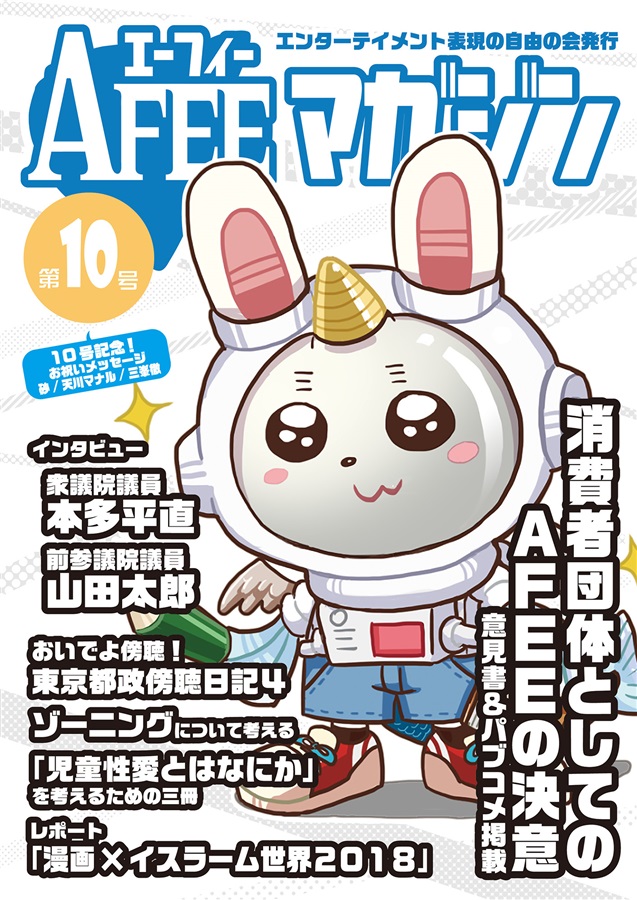 エンターテイメント表現の自由の会発行
エーフィー
AFEEマガジン
第10号
10号記念！
お祝いメッセージ
砂/天川マナル/三峯徹
インタビュー
衆議院議員
本多平直
前参議院議員
山田太郎
おいでよ傍聴！
東京都政傍聴日記4
ゾーニングについて考える
「児童性愛とはなにか」
を考えるための三冊
レポート
「漫画×イスラーム世界2018」
消費者団体としての
AFEEの決意
意見書&パブコメ掲載